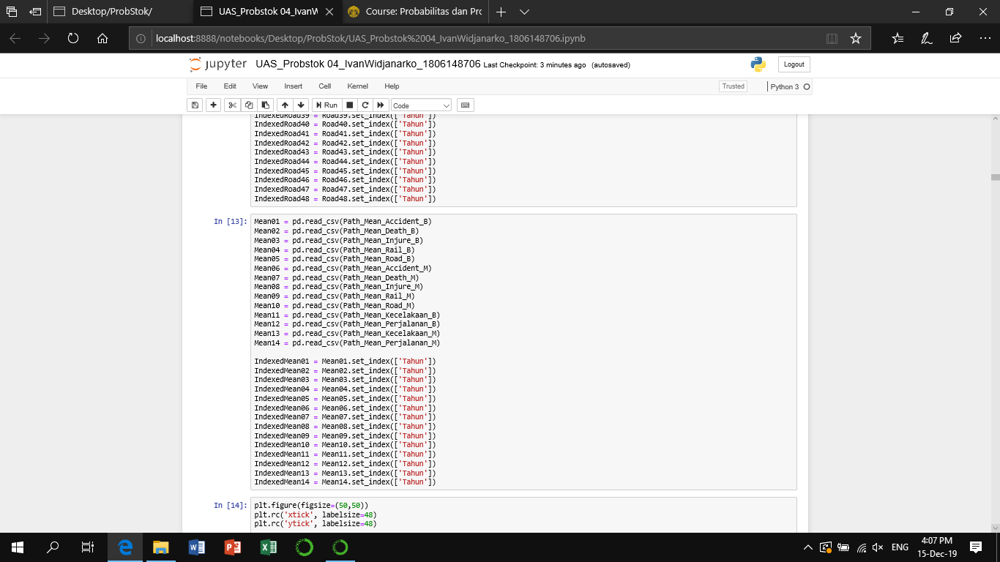 Desktop/ProbStok/
UAS_Probstok 04_IvanW
Course: Probabilitas dan Pro
localhost:8888/notebooks/Desktop/ProbStok/UAS_Probstok%2004_IvanWidjanarko_1806148706.ipynb
jupyter UAS_Probstok 04_IvanWidjanarko_1806148706 Last Checkpoint: 3 minutes ago (autosaved)
Logout
File Edit View Insert Cell Kernel Help
Trusted
Python 3
Run
Code
IndexedRoad39 = Road39.set_index(['Tahun'])
IndexedRoad40 = Road40.set_index(['Tahun'])
IndexedRoad41 = Road41.set_index(['Tahun'])
IndexedRoad42 = Road42.set_index(['Tahun'])
IndexedRoad43 = Road43.set_index(['Tahun'])
IndexedRoad44 = Road44.set_index(['Tahun'])
IndexedRoad45 = Road45.set_index(['Tahun'])
IndexedRoad46 = Road46.set_index(['Tahun'])
IndexedRoad47 = Road47.set_index(['Tahun'])
IndexedRoad48 = Road48.set_index(['Tahun'])
In [13]:
Mean01 = pd.read_csv(Path_Mean_Accident_B)
Mean02 = pd.read_csv(Path_Mean_Death_B)
Mean03 = pd.read_csv(Path_Mean_Injure_B)
Mean04 = pd.read_csv(Path_Mean_Rail_B)
Mean05 = pd.read_csv(Path_Mean_Road_B)
Mean06 = pd.read_csv(Path_Mean_Accident_M)
Mean07 = pd.read_csv(Path_Mean_Death_M)
Mean08 = pd.read_csv(Path_Mean_Injure_M)
Mean09 = pd.read_csv(Path_Mean_Rail_M)
Mean10 = pd.read_csv(Path_Mean_Road_M)
Mean11 = pd.read_csv(Path_Mean_Kecelakaan_B)
Mean12 = pd.read_csv(Path_Mean_Perjalanan_B)
Mean13 = pd.read_csv(Path_Mean_Kecelakaan_M)
Mean14 = pd.read_csv(Path_Mean_Perjalanan_M)
IndexedMean01 = Mean01.set_index(['Tahun'])
IndexedMean02 = Mean02.set_index(['Tahun'])
IndexedMean03 = Mean03.set_index(['Tahun'])
IndexedMean04 = Mean04.set_index(['Tahun'])
IndexedMean05 = Mean05.set_index(['Tahun'])
IndexedMean06 = Mean06.set_index(['Tahun'])
IndexedMean07 = Mean07.set_index(['Tahun'])
IndexedMean08 = Mean08.set_index(['Tahun'])
IndexedMean09 = Mean09.set_index(['Tahun'])
IndexedMean10 = Mean10.set_index(['Tahun'])
IndexedMean11 = Mean11.set_index(['Tahun'])
IndexedMean12 = Mean12.set_index(['Tahun'])
IndexedMean13 = Mean13.set_index(['Tahun'])
IndexedMean14 = Mean14.set_index(['Tahun'])
In [14]:
plt.figure(figsize=(50,50))
plt.rc('xtick', labelsize=48)
plt.rc('ytick', labelsize=48)
ENG
4:07 PM
15-Dec-19